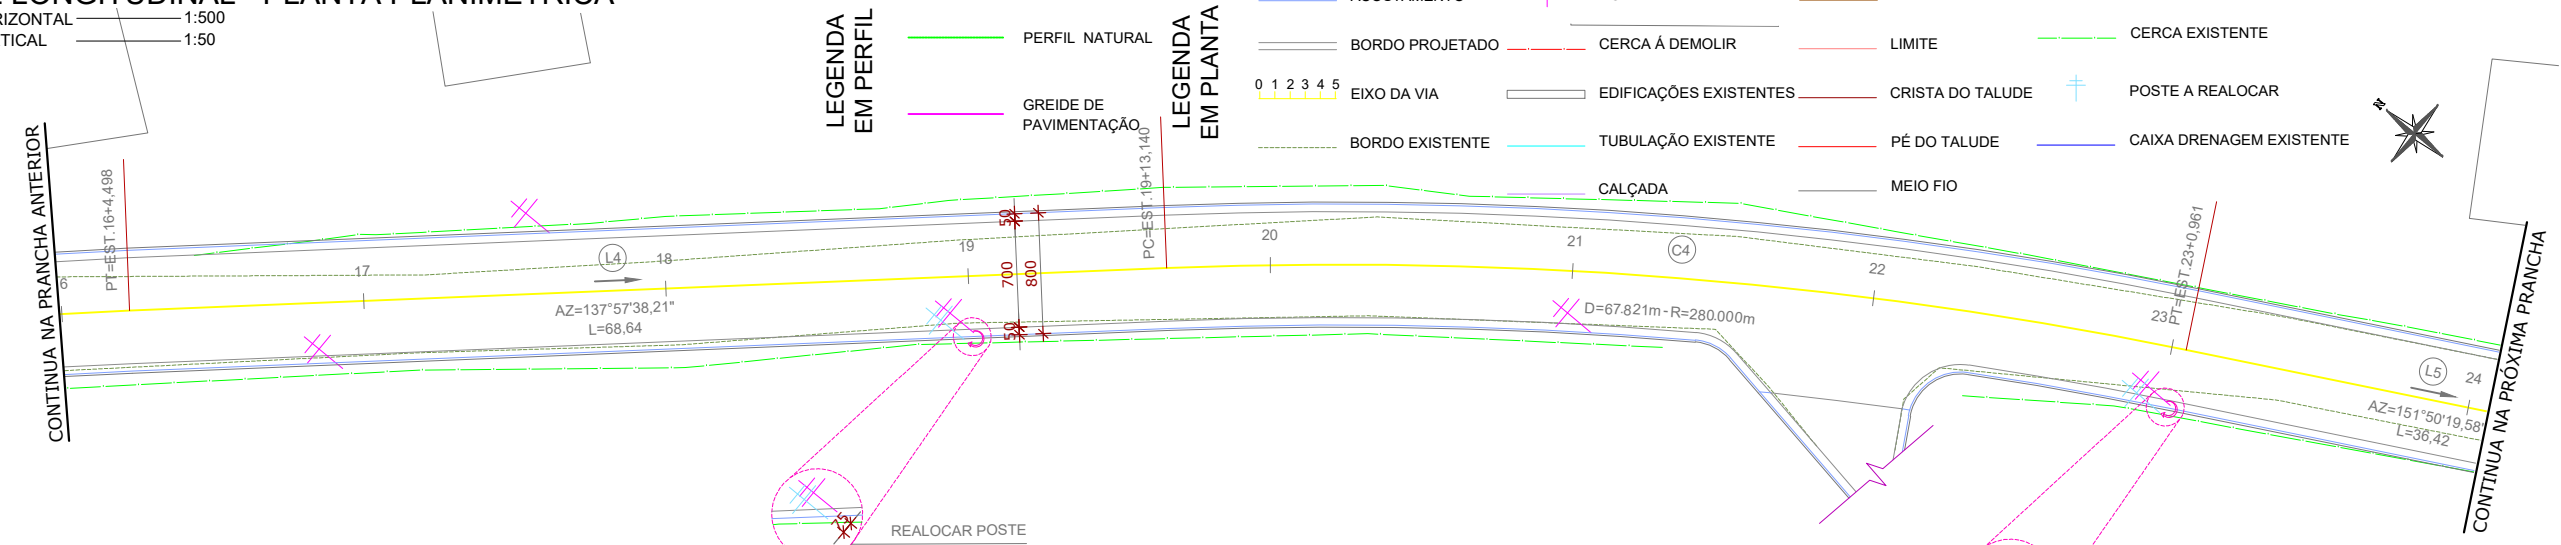 LONGITUDINAL - PLANTA PLANIMÉTRICA
1:500
1:50
LEGENDA
EM PERFIL
PERFIL NATURAL
GREIDE DE
PAVIMENTAÇÃO
LEGENDA
EM PLANTA
BORDO PROJETADO
CERCA Á DEMOLIR
LIMITE
CERCA EXISTENTE
0 1 2 3 4 5
EIXO DA VIA
EDIFICAÇÕES EXISTENTES
CRISTA DO TALUDE
POSTE A REALOCAR
N
BORDO EXISTENTE
TUBULAÇÃO EXISTENTE
PÉ DO TALUDE
CAIXA DRENAGEM EXISTENTE
CALÇADA
MEIO FIO
CONTINUA NA PRANCHA ANTERIOR
PT=EST.16+4,498
PC=EST.19+13,140
PT=EST.23+0,961
6
17
L4
18
19
20
21
C4
22
23
L5
24
50
700
800
50
AZ=137°57'38,21"
L=68,64
D=67.821m - R=280.000m
AZ=151°50'19,58"
L=36,42
CONTINUA NA PRÓXIMA PRANCHA
REALOCAR POSTE